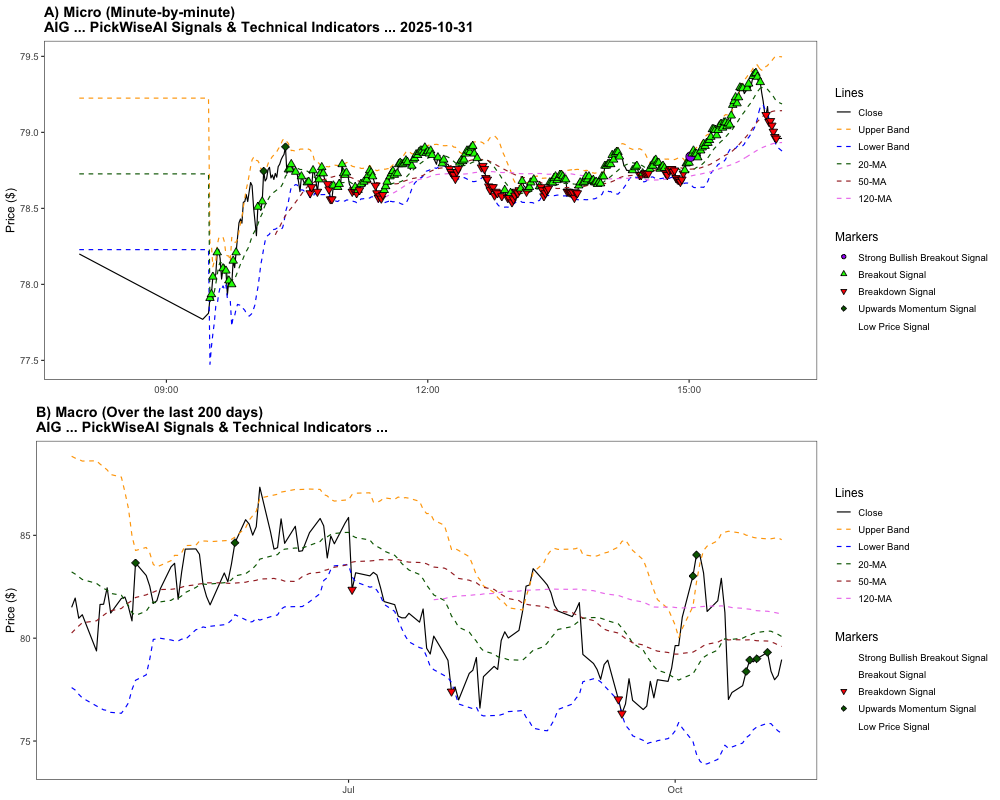 A) Micro (Minute-by-minute)
AIG ... PickWiseAI Signals & Technical Indicators ... 2025-10-31
79.5
79.0
78.5
78.0
77.5
Price ($)
09:00
12:00
15:00
Lines
Close
Upper Band
Lower Band
20-MA
50-MA
120-MA
Markers
Strong Bullish Breakout Signal
Breakout Signal
Breakdown Signal
Upwards Momentum Signal
Low Price Signal
B) Macro (Over the last 200 days)
AIG ... PickWiseAI Signals & Technical Indicators ...
85
80
75
Price ($)
Jul
Oct
Lines
Close
Upper Band
Lower Band
20-MA
50-MA
120-MA
Markers
Strong Bullish Breakout Signal
Breakout Signal
Breakdown Signal
Upwards Momentum Signal
Low Price Signal